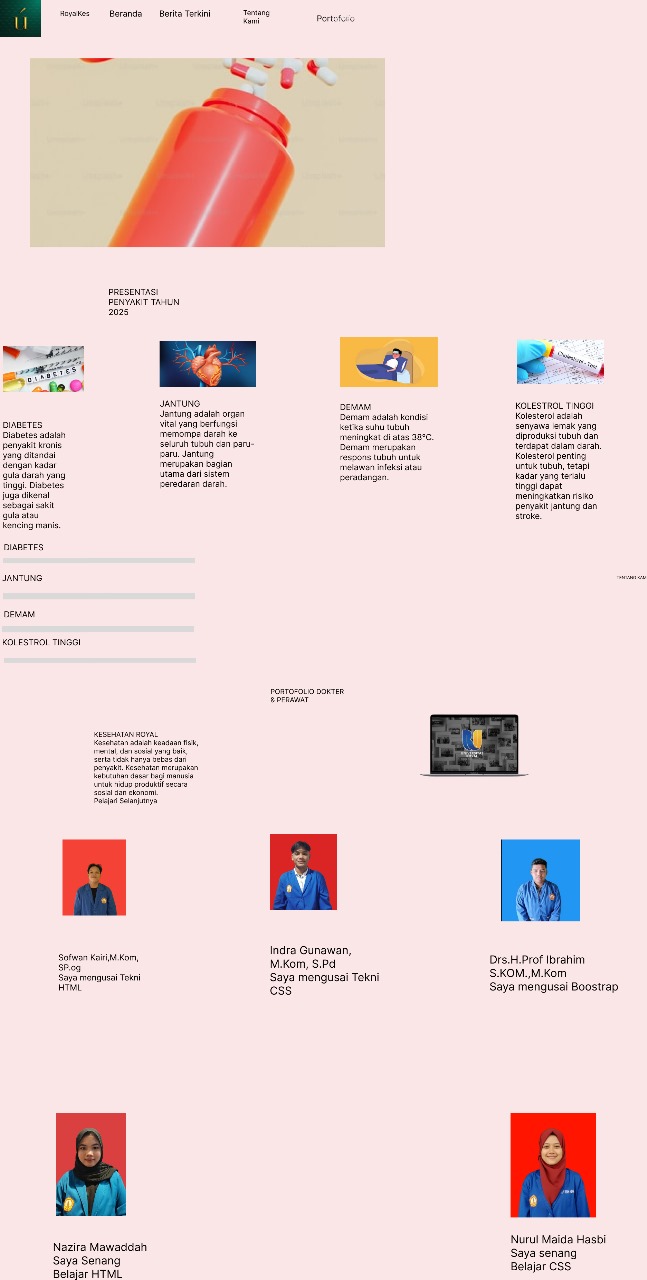 RoyalKes
Beranda
Berita Terkini
Tentang
Kami
Portofolio
PRESENTASI
PENYAKIT TAHUN
2025
DIABETES
Cholesterol - Test
DIABETES
Diabetes adalah
penyakit kronis
yang ditandai
dengan kadar
gula darah yang
tinggi. Diabetes
juga dikenal
sebagai sakit
gula atau
kencing manis.
JANTUNG
Jantung adalah organ
vital yang berfungsi
memompa darah ke
seluruh tubuh dan paru-
paru. Jantung
merupakan bagian
utama dari sistem
peredaran darah.
DEMAM
Demam adalah kondisi
ketika suhu tubuh
meningkat di atas 38°C.
Demam merupakan
respons tubuh untuk
melawan infeksi atau
peradangan.
KOLESTROL TINGGI
Kolesterol adalah
senyawa lemak yang
diproduksi tubuh dan
terdapat dalam darah.
Kolesterol penting
untuk tubuh, tetapi
kadar yang terlalu
tinggi dapat
meningkatkan risiko
penyakit jantung dan
stroke.
DIABETES
JANTUNG
TENTANG KAM
DEMAM
KOLESTROL TINGGI
PORTOFOLIO DOKTER
& PERAWAT
KESEHATAN ROYAL
Kesehatan adalah keadaan fisik,
mental, dan sosial yang baik,
serta tidak hanya bebas dari
penyakit. Kesehatan merupakan
kebutuhan desar bagi manusia
untuk hidup produktif secara
sosial dan ekonomi.
Pelajari Selanjutnya
Sofwan Kairi,M.Kom,
SP.og
Saya mengusai Tekni
HTML
Indra Gunawan,
M.Kom, S.Pd
Saya mengusai Tekni
CSS
Drs.H.Prof Ibrahim
S.KOM.,M.Kom
Saya mengusai Boostrap
Nazira Mawaddah
Saya Senang
Belajar HTML
Nurul Maida Hasbi
Saya senang
Belajar CSS